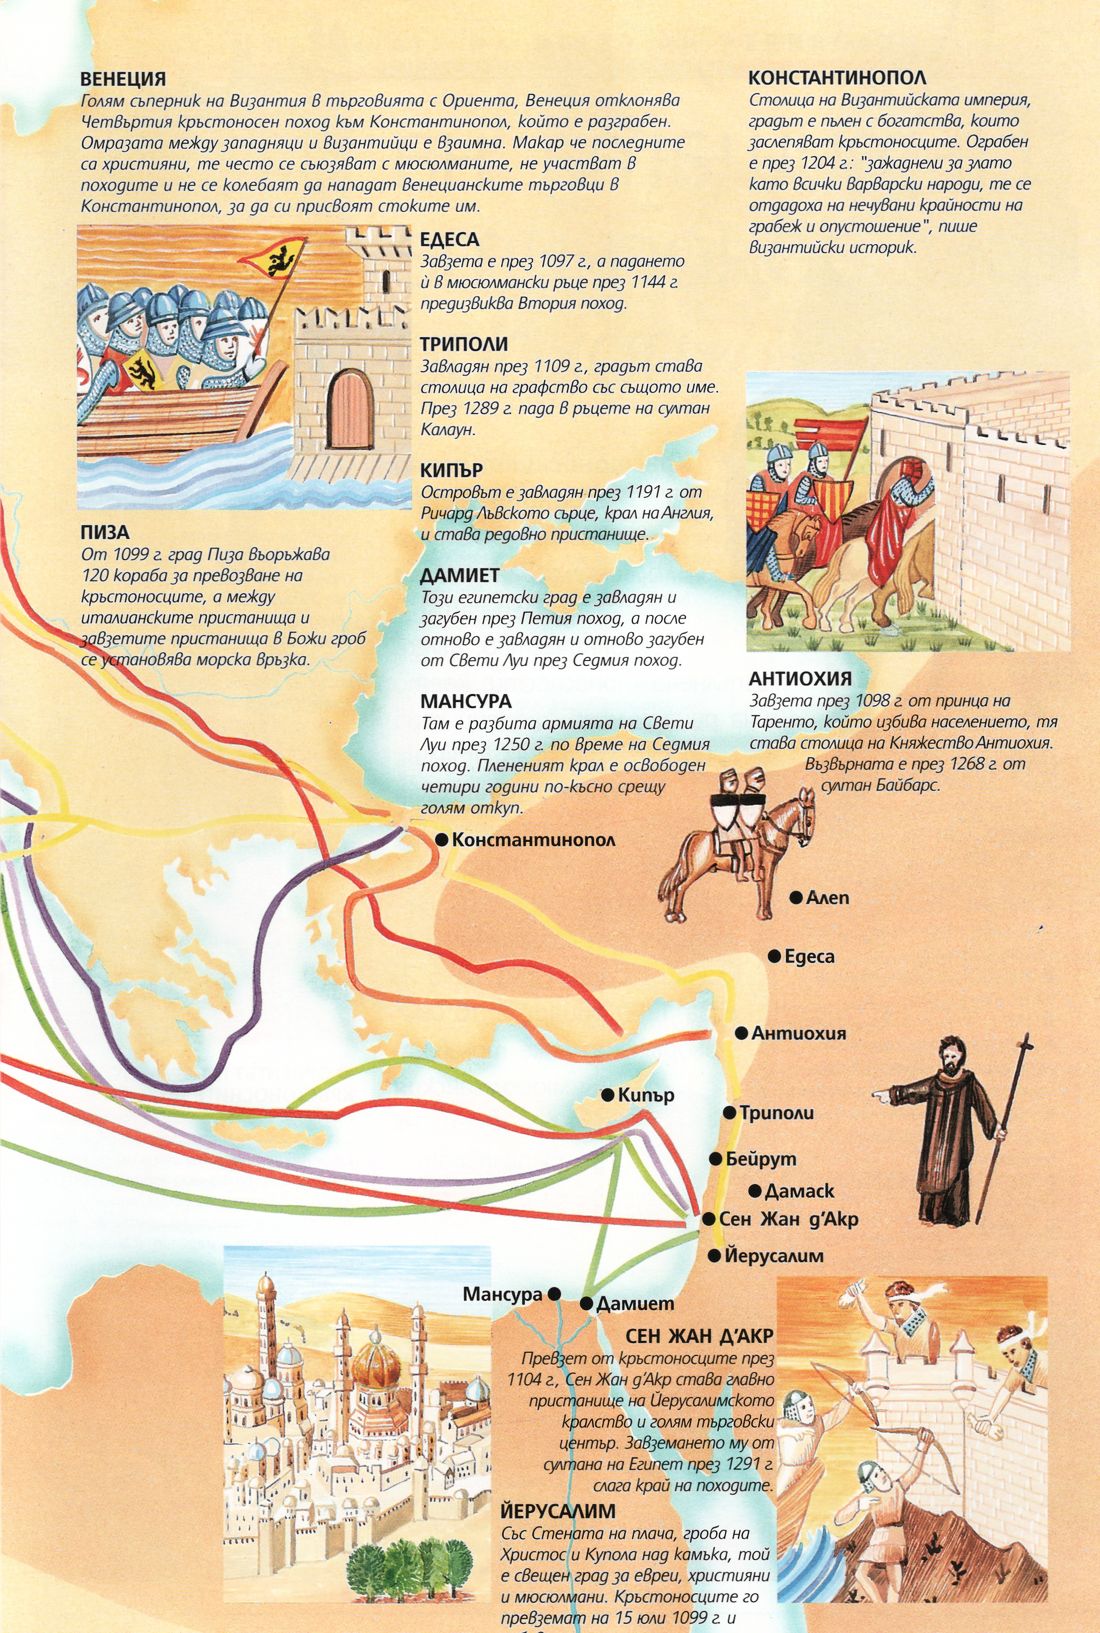 ВЕНЕЦИЯ
Голям съперник на Византия в търговията с Ориента, Венеция отклонява
Четвъртия кръстоносен поход към Константинопол, който е разграбен.
Омразата между западняци и византийци е взаимна. Макар че последните
са християни, те често се съюзяват с мюсюлманите, не участват в
походите и не се колебаят да нападат венецианските търговци в
Константинопол, за да си присвоят стоките им.
КОНСТАНТИНОПОЛ
Столица на Византийската империя,
градът е пълен с богатства, които
заслепяват кръстоносците. Ограбен
е през 1204 г.: "зажаднели за злато
като всички варварски народи, те се
отдадоха на нечувани крайности на
грабеж и опустошение", пише
византийски историк.
ЕДЕСА
Завзета е през 1097 г., а падането
ѝ в мюсюлмански ръце през 1144 г.
предизвиква Втория поход.
ТРИПОЛИ
Завладян през 1109 г., градът става
столица на графство със същото име.
През 1289 г. пада в ръцете на султан
Калаун.
КИПЪР
Островът е завладян през 1191 г. от
Ричард Лъвското сърце, крал на Англия,
и става редовно пристанище.
ПИЗА
От 1099 г. град Пиза въоръжава
120 кораба за превозване на
кръстоносците, а между
италианските пристанища и
завзетите пристанища в Божи гроб
се установява морска връзка.
ДАМИЕТ
Този египетски град е завладян и
загубен през Петия поход, а после
отново е завладян и отново загубен
от Свети Луи през Седмия поход.
МАНСУРА
Там е разбита армията на Свети
Луи през 1250 г. по време на Седмия
поход. Плененият крал е освободен
четири години по-късно срещу
голям откуп.
АНТИОХИЯ
Завзета през 1098 г. от принца на
Таренто, който избива населението, тя
става столица на Княжество Антиохия.
Възвърната е през 1268 г. от
султан Байбарс.
Константинопол
Алеп
Едеса
Антиохия
Кипър
Триполи
Бейрут
Дамаск
Сен Жан д'Акр
Йерусалим
Мансура
Дамиет
СЕН ЖАН Д'АКР
Превзет от кръстоносците през
1104 г., Сен Жан д'Акр става главно
пристанище на Йерусалимското
кралство и голям търговски
център. Завземането му от
султана на Египет през 1291 г.
слага край на походите.
ЙЕРУСАЛИМ
Със Стената на плача, гроба на
Христос и Купола над камъка, той
е свещен град за евреи, християни
и мюсюлмани. Кръстоносците го
превземат на 15 юли 1099 г. и